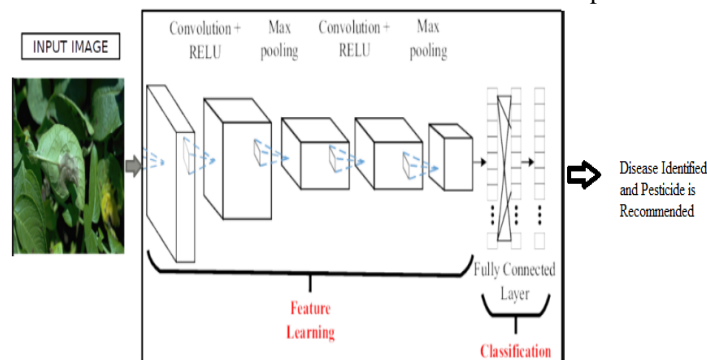 INPUT IMAGE
Convolution +
RELU
Max
pooling
Convolution +
RELU
Max
pooling
Disease Identified
and Pesticide is
Recommended
Fully Connected
Layer
Feature
Learning
Classification